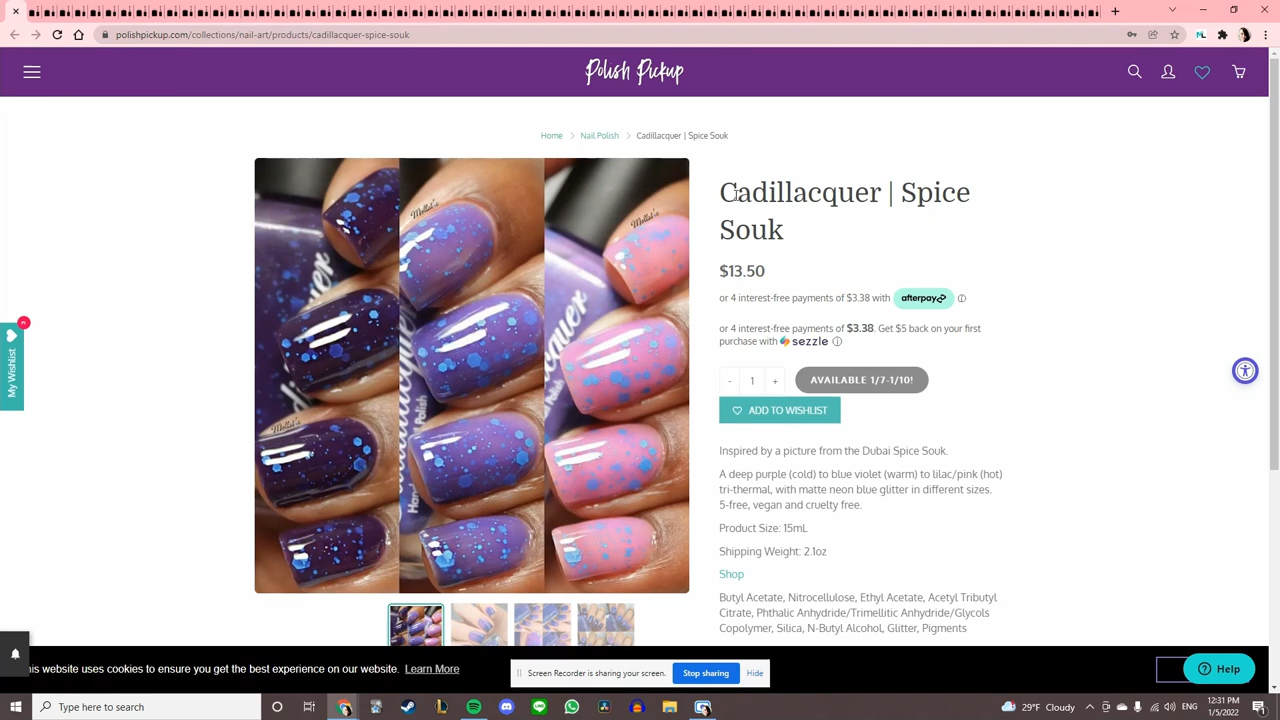 polishpickup.com/collections/nail-art/products/cadillacquer-spice-souk
Polish Pickup
Home > Nail Polish > Cadillacquer | Spice Souk
Cadillacquer | Spice
Souk
$13.50
or 4 interest-free payments of $3.38 with afterpay
or 4 interest-free payments of $3.38. Get $5 back on your first
purchase with sezzle
- 1 +
AVAILABLE 1/7-1/10!
ADD TO WISHLIST
My Wishlist
Inspired by a picture from the Dubai Spice Souk.
A deep purple (cold) to blue violet (warm) to lilac/pink (hot)
tri-thermal, with matte neon blue glitter in different sizes.
5-free, vegan and cruelty free.
Product Size: 15mL
Shipping Weight: 2.1oz
Shop
Butyl Acetate, Nitrocellulose, Ethyl Acetate, Acetyl Tributyl
Citrate, Phthalic Anhydride/Trimellitic Anhydride/Glycols
Copolymer, Silica, N-Butyl Alcohol, Glitter, Pigments
his website uses cookies to ensure you get the best experience on our website. Learn More
Screen Recorder is sharing your screen. Stop sharing Hide
Help
Type here to search
29°F Cloudy
12:31 PM
1/5/2022